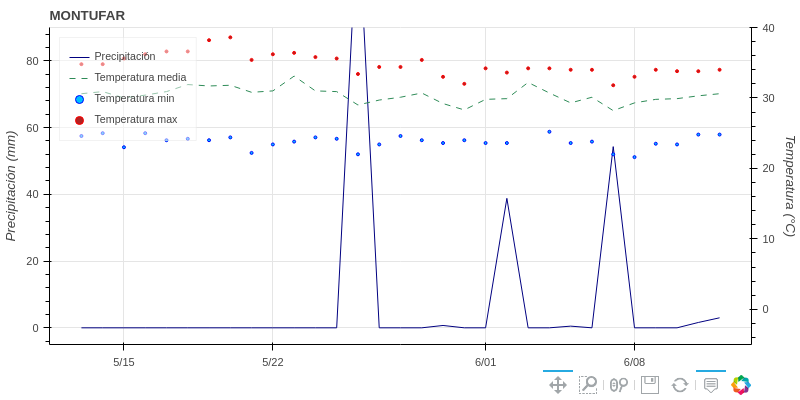 MONTUFAR
Precipitación
Temperatura media
Temperatura min
Temperatura max
Precipitación (mm)
80
60
40
20
0
Temperatura (°C)
40
30
20
10
0
5/15
5/22
6/01
6/08